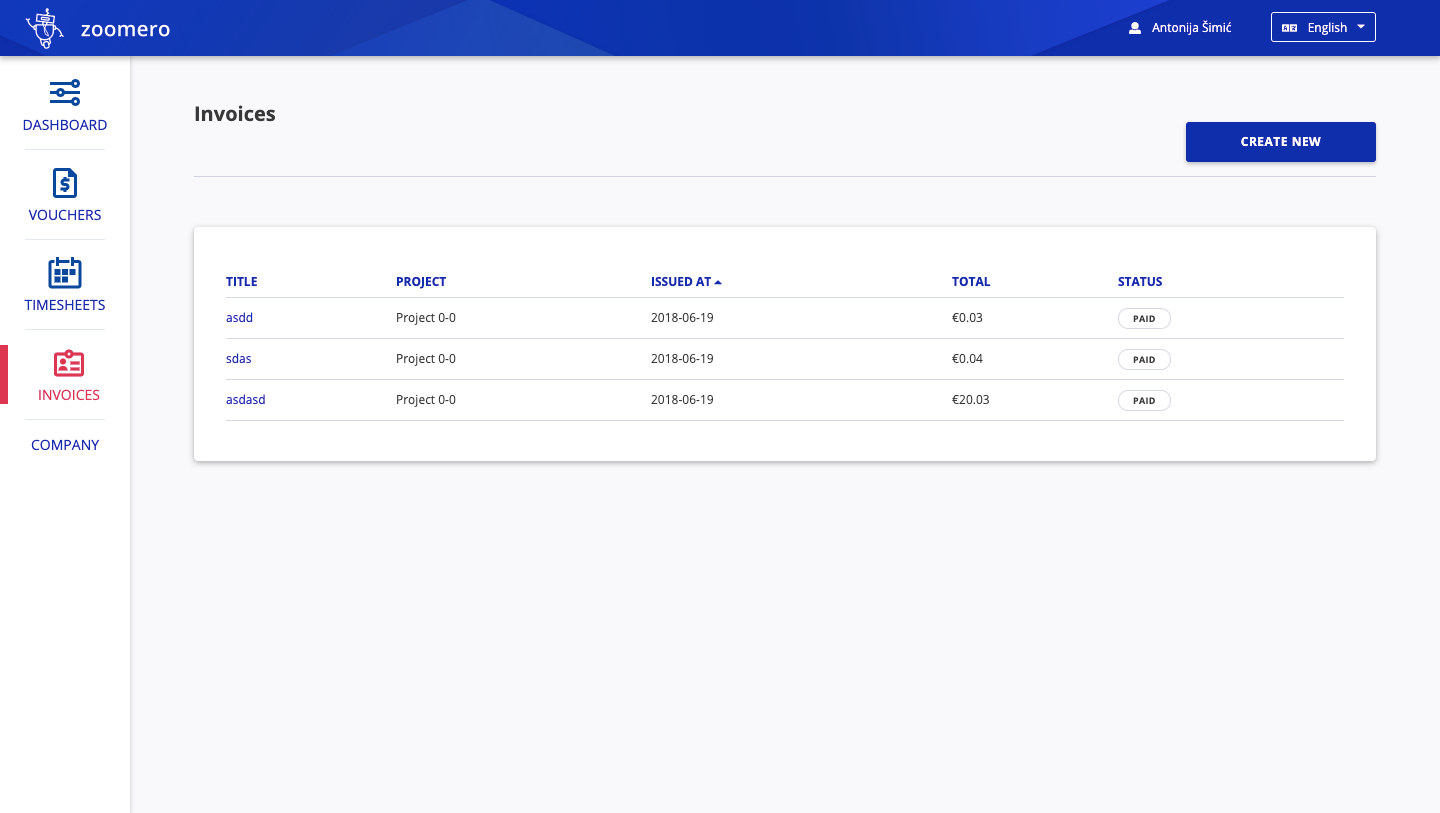 zoomero
Antonija Šimić
English
DASHBOARD
VOUCHERS
TIMESHEETS
INVOICES
COMPANY
Invoices
CREATE NEW
TITLE PROJECT ISSUED AT TOTAL STATUS
asdd Project 0-0 2018-06-19 €0.03 PAID
sdas Project 0-0 2018-06-19 €0.04 PAID
asdasd Project 0-0 2018-06-19 €20.03 PAID